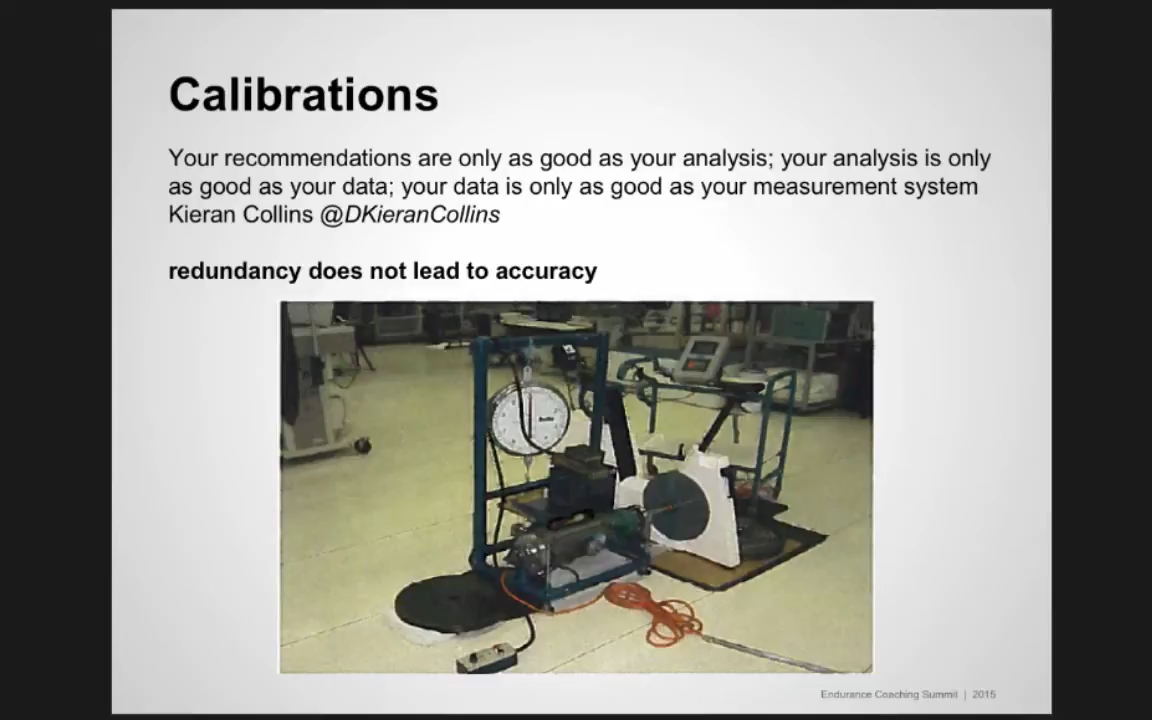 Calibrations
Your recommendations are only as good as your analysis; your analysis is only
as good as your data; your data is only as good as your measurement system
Kieran Collins @DKieranCollins
redundancy does not lead to accuracy
Endurance Coaching Summit | 2015